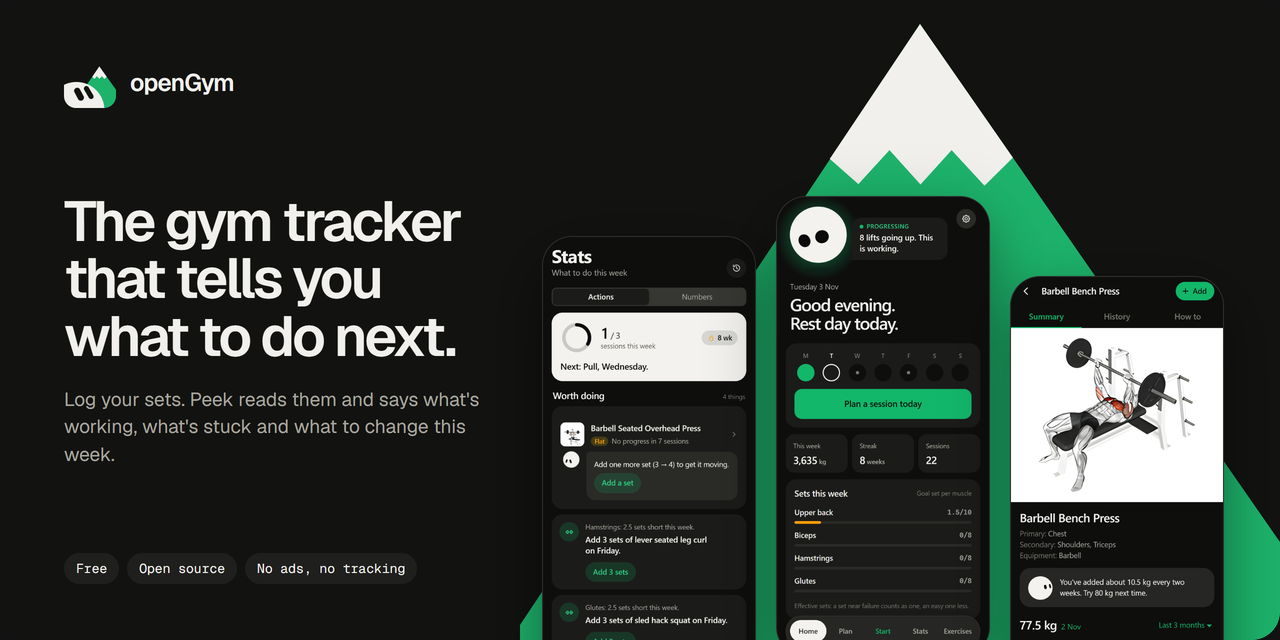 openGym
The gym tracker
that tells you
what to do next.
Log your sets. Peek reads them and says what's
working, what's stuck and what to change this
week.
Free
Open source
No ads, no tracking
Stats
What to do this week
Actions
Numbers
1 / 3
sessions this week
8 wk
Next: Pull, Wednesday.
Worth doing
4 things
Barbell Seated Overhead Press
Flat No progress in 7 sessions
Add one more set (3 → 4) to get it moving.
Add a set
Hamstrings: 2.5 sets short this week.
Add 3 sets of lever seated leg curl
on Friday.
Add 3 sets
Glutes: 2.5 sets short this week.
Add 3 sets of sled hack squat on Friday.
PROGRESSING
8 lifts going up. This
is working.
Tuesday 3 Nov
Good evening.
Rest day today.
M T W T F S S
Plan a session today
This week
3,635 kg
Streak
8 weeks
Sessions
22
Sets this week
Goal set per muscle
Upper back 1.5/10
Biceps 0/8
Hamstrings 0/8
Glutes 0/8
Effective sets: a set near failure counts as one, an easy one less.
Home
Plan
Start
Stats
Exercises
Barbell Bench Press
+ Add
Summary
History
How to
Barbell Bench Press
Primary: Chest
Secondary: Shoulders, Triceps
Equipment: Barbell
You've added about 10.5 kg every two
weeks. Try 80 kg next time.
77.5 kg 2 Nov
Last 3 months